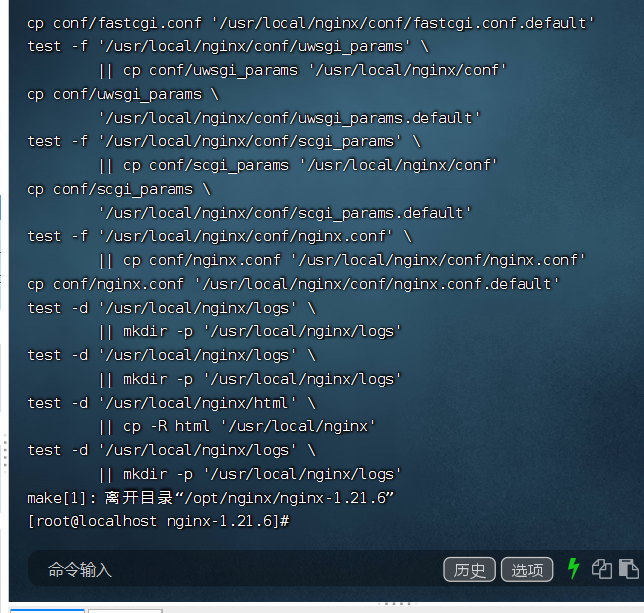 cp conf/fastcgi.conf '/usr/local/nginx/conf/fastcgi.conf.default'
test -f '/usr/local/nginx/conf/uwsgi_params' \
|| cp conf/uwsgi_params '/usr/local/nginx/conf'
cp conf/uwsgi_params \
'/usr/local/nginx/conf/uwsgi_params.default'
test -f '/usr/local/nginx/conf/scgi_params' \
|| cp conf/scgi_params '/usr/local/nginx/conf'
cp conf/scgi_params \
'/usr/local/nginx/conf/scgi_params.default'
test -f '/usr/local/nginx/conf/nginx.conf' \
|| cp conf/nginx.conf '/usr/local/nginx/conf/nginx.conf'
cp conf/nginx.conf '/usr/local/nginx/conf/nginx.conf.default'
test -d '/usr/local/nginx/logs' \
|| mkdir -p '/usr/local/nginx/logs'
test -d '/usr/local/nginx/logs' \
|| mkdir -p '/usr/local/nginx/logs'
test -d '/usr/local/nginx/html' \
|| cp -R html '/usr/local/nginx'
test -d '/usr/local/nginx/logs' \
|| mkdir -p '/usr/local/nginx/logs'
make[1]: 离开目录“/opt/nginx/nginx-1.21.6”
[root@localhost nginx-1.21.6]#
命令输入 历史 选项